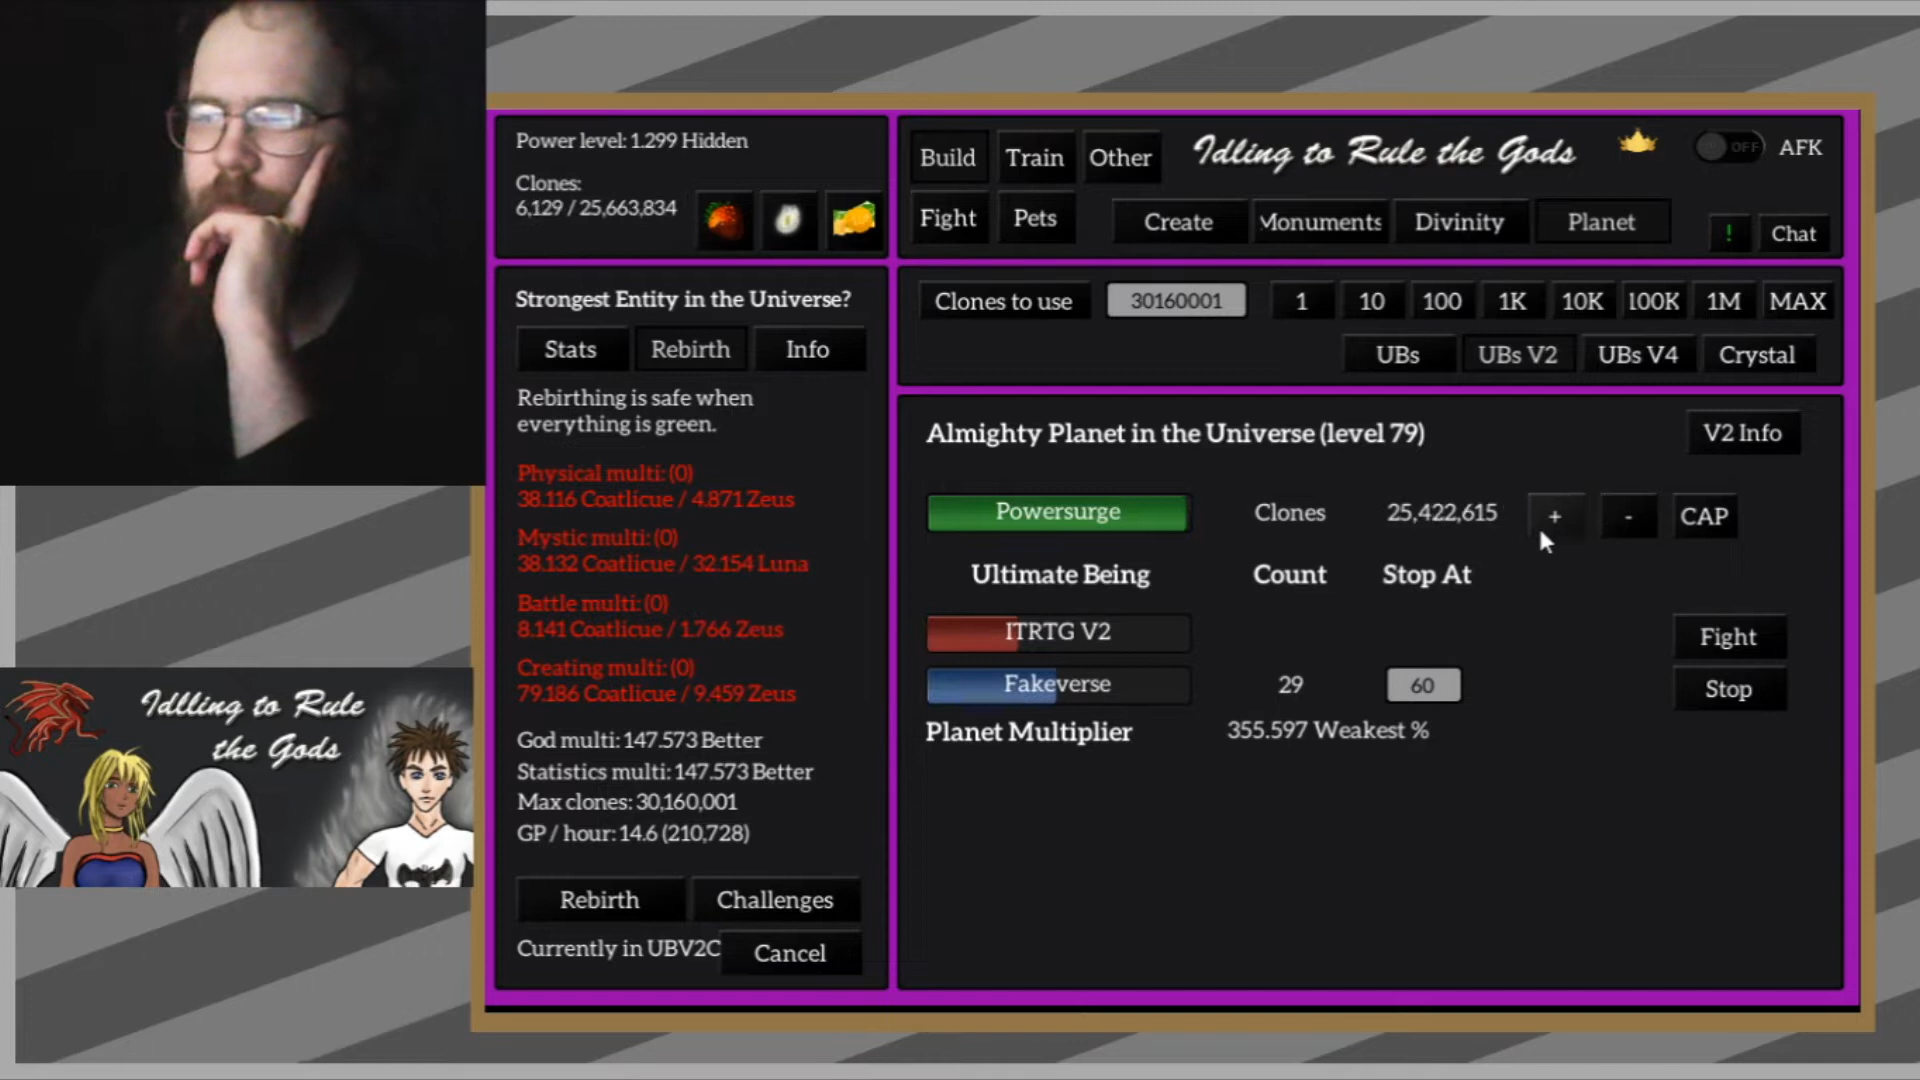 Power level: 1.299 Hidden
Clones:
6,129 / 25,663,834
Build
Train
Other
Idling to Rule the Gods
OFF
AFK
Fight
Pets
Create
Monuments
Divinity
Planet
!
Chat
Strongest Entity in the Universe?
Stats
Rebirth
Info
Rebirthing is safe when
everything is green.
Physical multi: (0)
38.116 Coatlicue / 4.871 Zeus
Mystic multi: (0)
38.132 Coatlicue / 32.154 Luna
Battle multi: (0)
8.141 Coatlicue / 1.766 Zeus
Creating multi: (0)
79.186 Coatlicue / 9.459 Zeus
God multi: 147.573 Better
Statistics multi: 147.573 Better
Max clones: 30,160,001
GP / hour: 14.6 (210,728)
Rebirth
Challenges
Currently in UBV2C
Cancel
Clones to use
30160001
1
10
100
1K
10K
100K
1M
MAX
UBs
UBs V2
UBs V4
Crystal
Almighty Planet in the Universe (level 79)
V2 Info
Powersurge
Clones
25,422,615
+
-
CAP
Ultimate Being
Count
Stop At
ITRTG V2
Fight
Fakeverse
29
60
Stop
Planet Multiplier
355.597 Weakest %
Idlling to Rule
the Gods